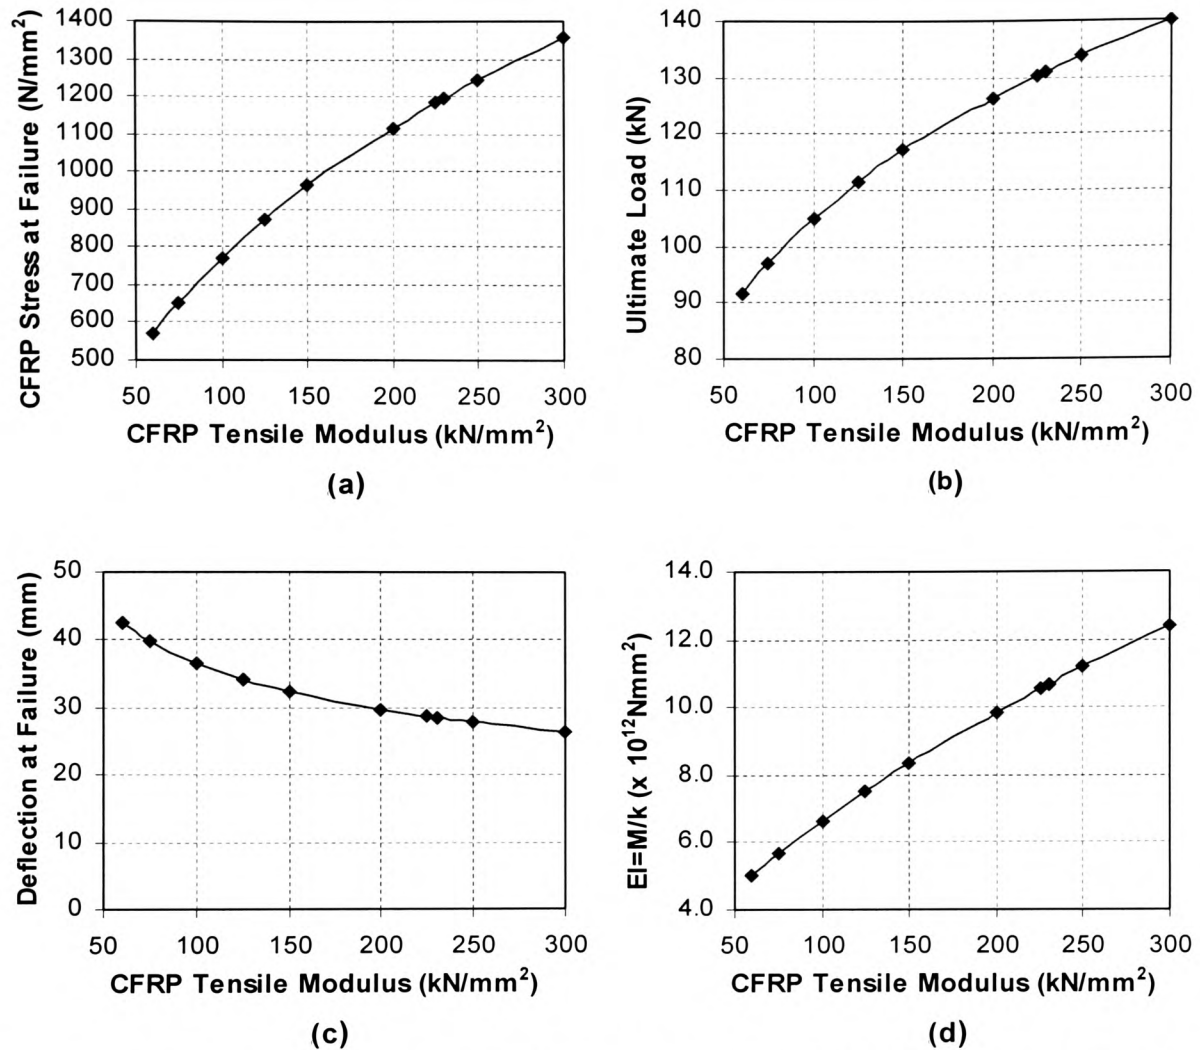 CFRP Stress at Failure (N/mm²)
1400
1300
1200
1100
1000
900
800
700
600
500
50 100 150 200 250 300
CFRP Tensile Modulus (kN/mm²)
(a)
Ultimate Load (kN)
140
130
120
110
100
90
80
50 100 150 200 250 300
CFRP Tensile Modulus (kN/mm²)
(b)
Deflection at Failure (mm)
50
40
30
20
10
0
50 100 150 200 250 300
CFRP Tensile Modulus (kN/mm²)
(c)
EI=M/k (x 10¹²Nmm²)
14.0
12.0
10.0
8.0
6.0
4.0
50 100 150 200 250 300
CFRP Tensile Modulus (kN/mm²)
(d)